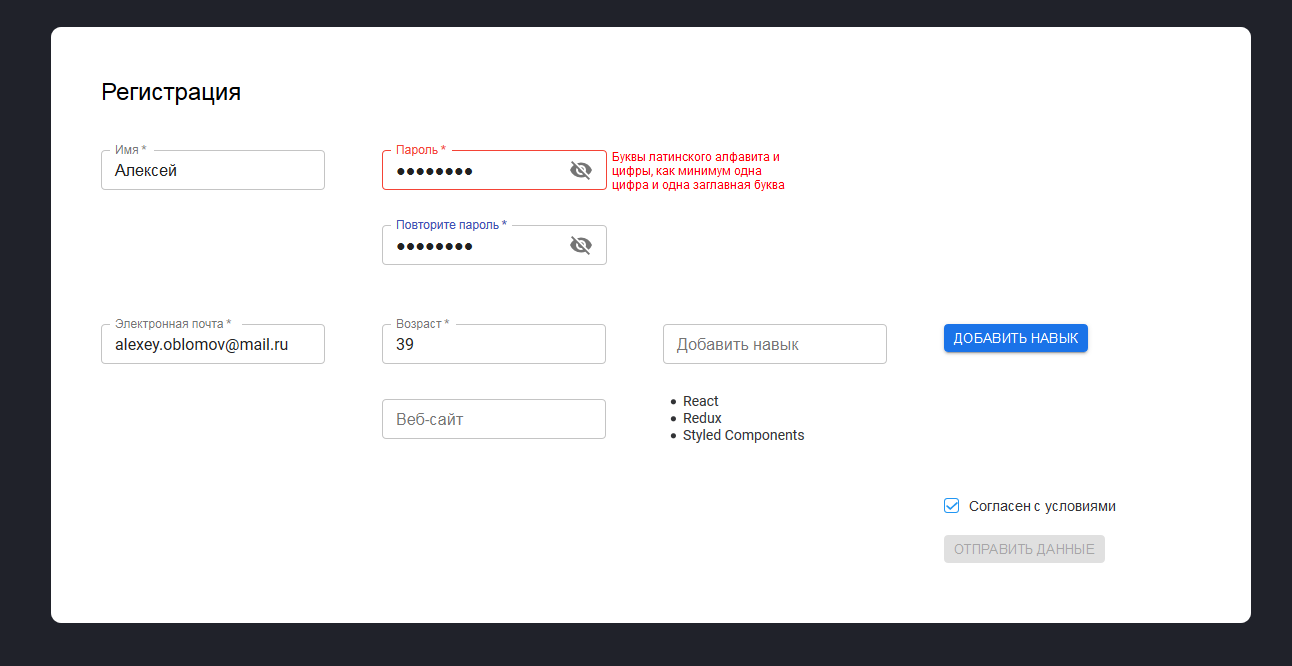 Регистрация
Имя *
Алексей
Пароль *
••••••••
Буквы латинского алфавита и
цифры, как минимум одна
цифра и одна заглавная буква
Повторите пароль *
••••••••
Электронная почта *
alexey.oblomov@mail.ru
Возраст *
39
Добавить навык
ДОБАВИТЬ НАВЫК
Веб-сайт
• React
• Redux
• Styled Components
Согласен с условиями
ОТПРАВИТЬ ДАННЫЕ